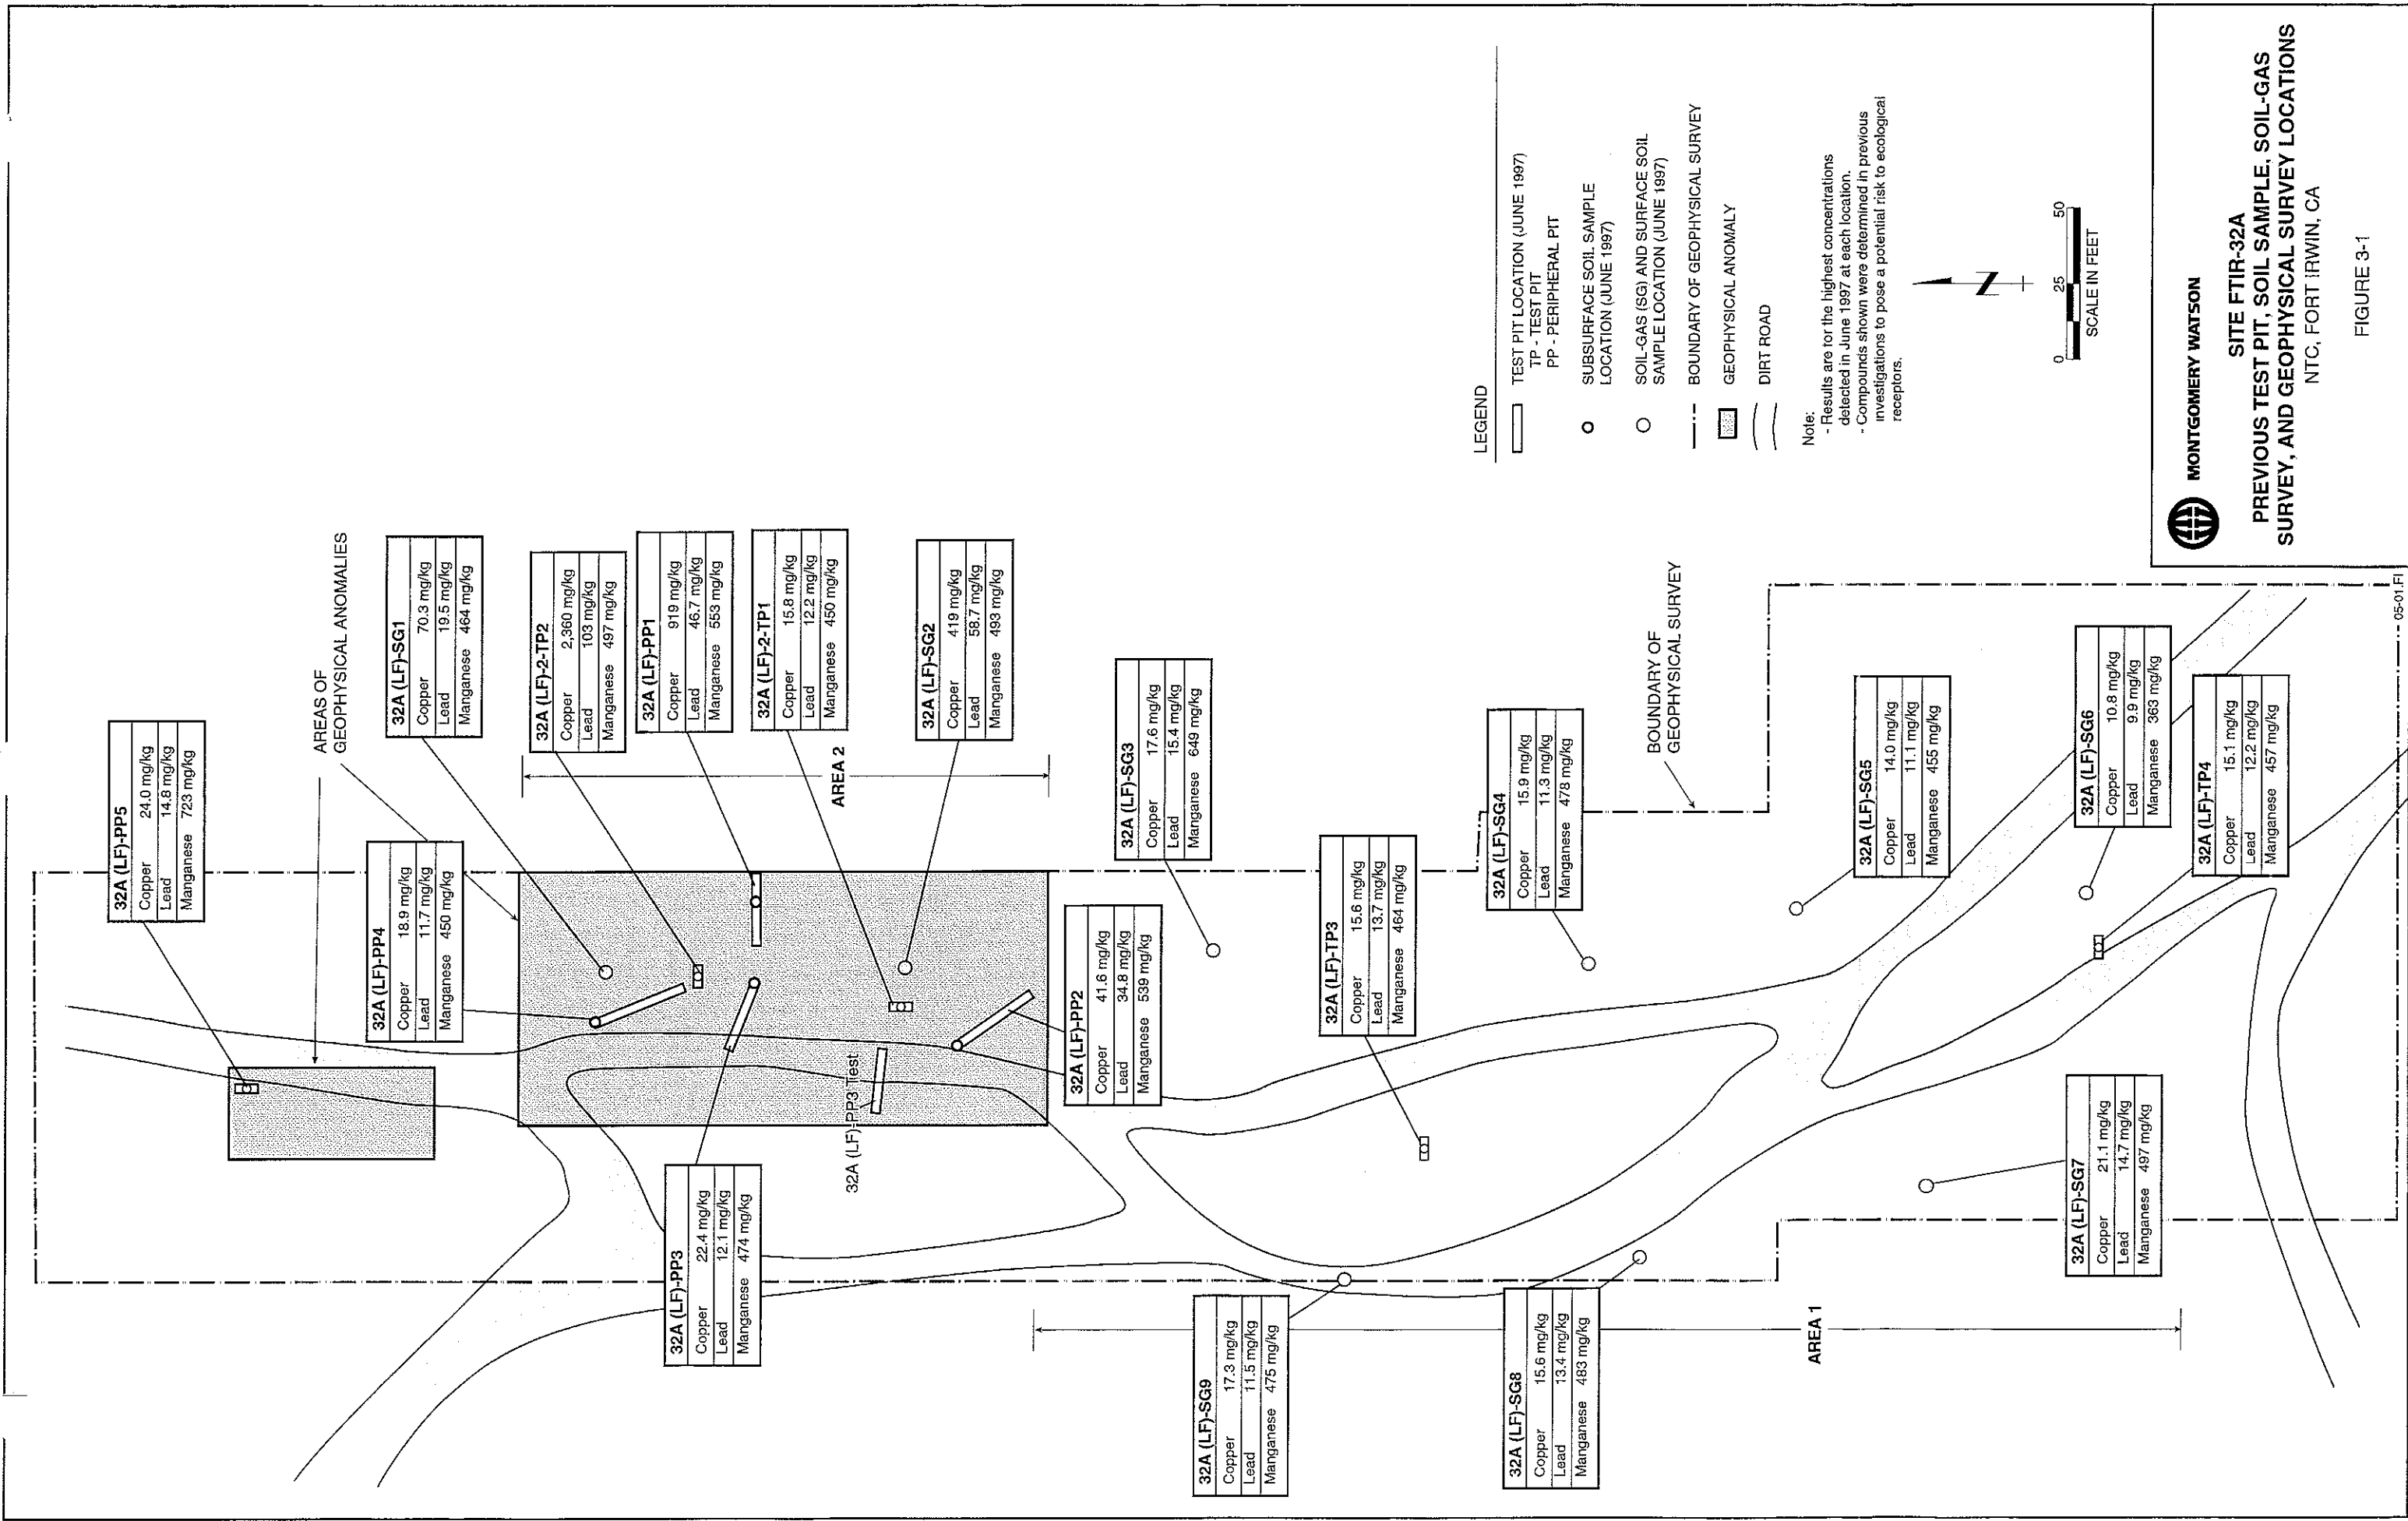 32A (LF)-PP5
Copper 24.0 mg/kg
Lead 14.8 mg/kg
Manganese 723 mg/kg
AREAS OF
GEOPHYSICAL ANOMALIES
32A (LF)-PP4
Copper 18.9 mg/kg
Lead 11.7 mg/kg
Manganese 450 mg/kg
32A (LF)-SG1
Copper 70.3 mg/kg
Lead 19.5 mg/kg
Manganese 464 mg/kg
32A (LF)-2-TP2
Copper 2,360 mg/kg
Lead 103 mg/kg
Manganese 497 mg/kg
32A (LF)-PP1
Copper 919 mg/kg
Lead 46.7 mg/kg
Manganese 553 mg/kg
32A (LF)-2-TP1
Copper 15.8 mg/kg
Lead 12.2 mg/kg
Manganese 450 mg/kg
AREA 2
32A (LF)-SG2
Copper 419 mg/kg
Lead 58.7 mg/kg
Manganese 493 mg/kg
32A (LF)-PP3
Copper 22.4 mg/kg
Lead 12.1 mg/kg
Manganese 474 mg/kg
32A (LF)-PP3 Test
32A (LF)-PP2
Copper 41.6 mg/kg
Lead 34.8 mg/kg
Manganese 539 mg/kg
32A (LF)-SG3
Copper 17.6 mg/kg
Lead 15.4 mg/kg
Manganese 649 mg/kg
32A (LF)-SG9
Copper 17.3 mg/kg
Lead 11.5 mg/kg
Manganese 475 mg/kg
32A (LF)-TP3
Copper 15.6 mg/kg
Lead 13.7 mg/kg
Manganese 464 mg/kg
32A (LF)-SG4
Copper 15.9 mg/kg
Lead 11.3 mg/kg
Manganese 478 mg/kg
32A (LF)-SG8
Copper 15.6 mg/kg
Lead 13.4 mg/kg
Manganese 483 mg/kg
BOUNDARY OF
GEOPHYSICAL SURVEY
AREA 1
32A (LF)-SG5
Copper 14.0 mg/kg
Lead 11.1 mg/kg
Manganese 455 mg/kg
32A (LF)-SG6
Copper 10.8 mg/kg
Lead 9.9 mg/kg
Manganese 363 mg/kg
32A (LF)-SG7
Copper 21.1 mg/kg
Lead 14.7 mg/kg
Manganese 497 mg/kg
32A (LF)-TP4
Copper 15.1 mg/kg
Lead 12.2 mg/kg
Manganese 457 mg/kg
LEGEND
TEST PIT LOCATION (JUNE 1997)
TP - TEST PIT
PP - PERIPHERAL PIT
SUBSURFACE SOIL SAMPLE
LOCATION (JUNE 1997)
SOIL-GAS (SG) AND SURFACE SOIL
SAMPLE LOCATION (JUNE 1997)
BOUNDARY OF GEOPHYSICAL SURVEY
GEOPHYSICAL ANOMALY
DIRT ROAD
Note:
- Results are for the highest concentrations
detected in June 1997 at each location.
- Compounds shown were determined in previous
investigations to pose a potential risk to ecological
receptors.
N
0 25 50
SCALE IN FEET
MONTGOMERY WATSON
SITE FTIR-32A
PREVIOUS TEST PIT, SOIL SAMPLE, SOIL-GAS
SURVEY, AND GEOPHYSICAL SURVEY LOCATIONS
NTC, FORT IRWIN, CA
FIGURE 3-1
05-01.FI